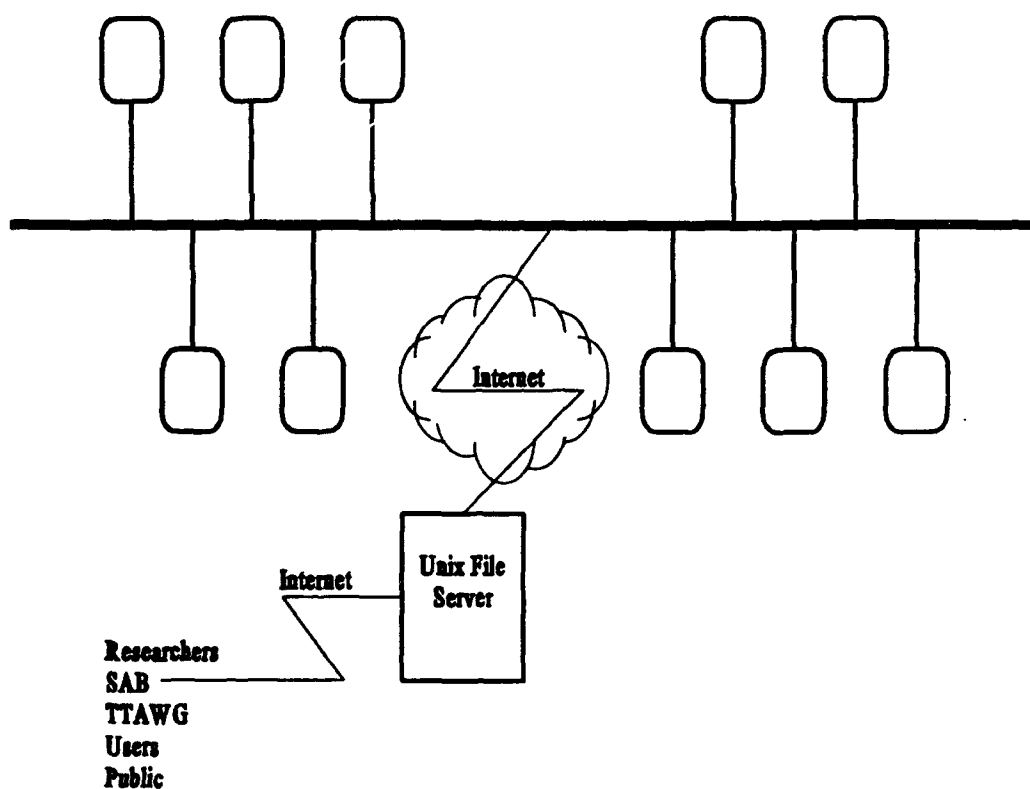 Internet
Unix File
Server
Internet
Researchers
SAB
TTAWG
Users
Public